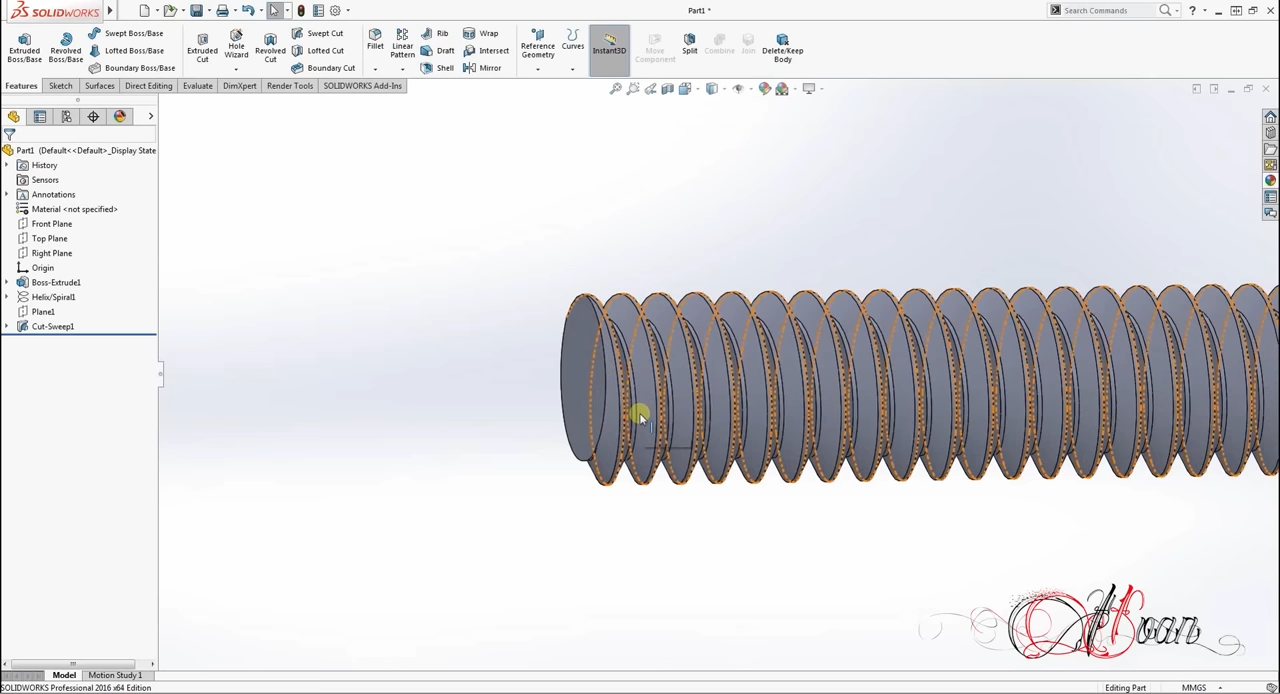 SOLIDWORKS
Part1 *
Search Commands
Extruded Boss/Base
Revolved Boss/Base
Swept Boss/Base
Lofted Boss/Base
Boundary Boss/Base
Extruded Cut
Hole Wizard
Revolved Cut
Swept Cut
Lofted Cut
Boundary Cut
Fillet
Linear Pattern
Rib
Draft
Shell
Wrap
Intersect
Mirror
Reference Geometry
Curves
Instant3D
Move Component
Split
Combine
Join
Delete/Keep Body
Features
Sketch
Surfaces
Direct Editing
Evaluate
DimXpert
Render Tools
SOLIDWORKS Add-Ins
Part1 (Default<<Default>_Display State
History
Sensors
Annotations
Material <not specified>
Front Plane
Top Plane
Right Plane
Origin
Boss-Extrude1
Helix/Spiral1
Plane1
Cut-Sweep1
Model
Motion Study 1
SOLIDWORKS Professional 2016 x64 Edition
Editing Part
MMGS